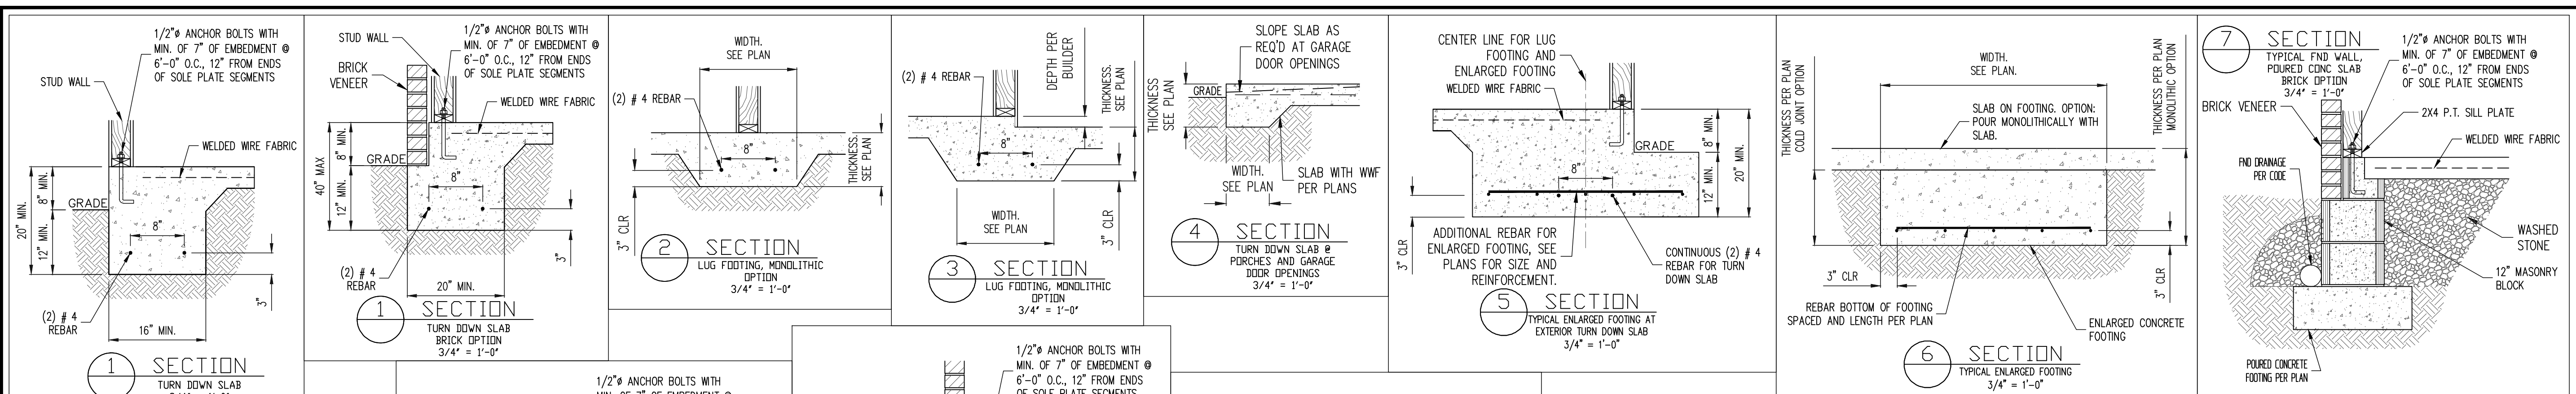 1/2"ø ANCHOR BOLTS WITH
MIN. OF 7" OF EMBEDMENT @
6'-0" O.C., 12" FROM ENDS
OF SOLE PLATE SEGMENTS
STUD WALL
WELDED WIRE FABRIC
20" MIN.
8" MIN.
GRADE
12" MIN.
8"
(2) # 4
REBAR
3"
16" MIN.
1
SECTION
TURN DOWN SLAB
STUD WALL
1/2"ø ANCHOR BOLTS WITH
MIN. OF 7" OF EMBEDMENT @
6'-0" O.C., 12" FROM ENDS
OF SOLE PLATE SEGMENTS
BRICK
VENEER
WELDED WIRE FABRIC
40" MAX
8" MIN.
GRADE
12" MIN.
8"
(2) # 4
REBAR
3"
20" MIN.
1
SECTION
TURN DOWN SLAB
BRICK OPTION
3/4" = 1'-0"
WIDTH.
SEE PLAN
(2) # 4 REBAR
8"
THICKNESS.
SEE PLAN
3" CLR
2
SECTION
LUG FOOTING, MONOLITHIC
OPTION
3/4" = 1'-0"
(2) # 4 REBAR
DEPTH PER
BUILDER
THICKNESS.
SEE PLAN
8"
WIDTH.
SEE PLAN
3" CLR
3
SECTION
LUG FOOTING, MONOLITHIC
OPTION
3/4" = 1'-0"
SLOPE SLAB AS
REQ'D AT GARAGE
DOOR OPENINGS
THICKNESS
SEE PLAN
GRADE
WIDTH.
SEE PLAN
SLAB WITH WWF
PER PLANS
4
SECTION
TURN DOWN SLAB @
PORCHES AND GARAGE
DOOR OPENINGS
3/4" = 1'-0"
CENTER LINE FOR LUG
FOOTING AND
ENLARGED FOOTING
WELDED WIRE FABRIC
8" MIN.
GRADE
12" MIN.
20" MIN.
8"
3" CLR
ADDITIONAL REBAR FOR
ENLARGED FOOTING, SEE
PLANS FOR SIZE AND
REINFORCEMENT.
CONTINUOUS (2) # 4
REBAR FOR TURN
DOWN SLAB
5
SECTION
TYPICAL ENLARGED FOOTING AT
EXTERIOR TURN DOWN SLAB
3/4" = 1'-0"
WIDTH.
SEE PLAN.
SLAB ON FOOTING. OPTION:
POUR MONOLITHICALLY WITH
SLAB.
THICKNESS PER PLAN
COLD JOINT OPTION
THICKNESS PER PLAN
MONOLITHIC OPTION
3" CLR
3" CLR
REBAR BOTTOM OF FOOTING
SPACED AND LENGTH PER PLAN
ENLARGED CONCRETE
FOOTING
6
SECTION
TYPICAL ENLARGED FOOTING
3/4" = 1'-0"
7
SECTION
TYPICAL FND WALL,
POURED CONC SLAB
BRICK OPTION
3/4" = 1'-0"
1/2"ø ANCHOR BOLTS WITH
MIN. OF 7" OF EMBEDMENT @
6'-0" O.C., 12" FROM ENDS
OF SOLE PLATE SEGMENTS
BRICK VENEER
2X4 P.T. SILL PLATE
WELDED WIRE FABRIC
FND DRAINAGE
PER CODE
WASHED
STONE
12" MASONRY
BLOCK
POURED CONCRETE
FOOTING PER PLAN
1/2"ø ANCHOR BOLTS WITH
MIN. OF 7" OF EMBEDMENT @
1/2"ø ANCHOR BOLTS WITH
MIN. OF 7" OF EMBEDMENT @
6'-0" O.C., 12" FROM ENDS
OF SOLE PLATE SEGMENTS